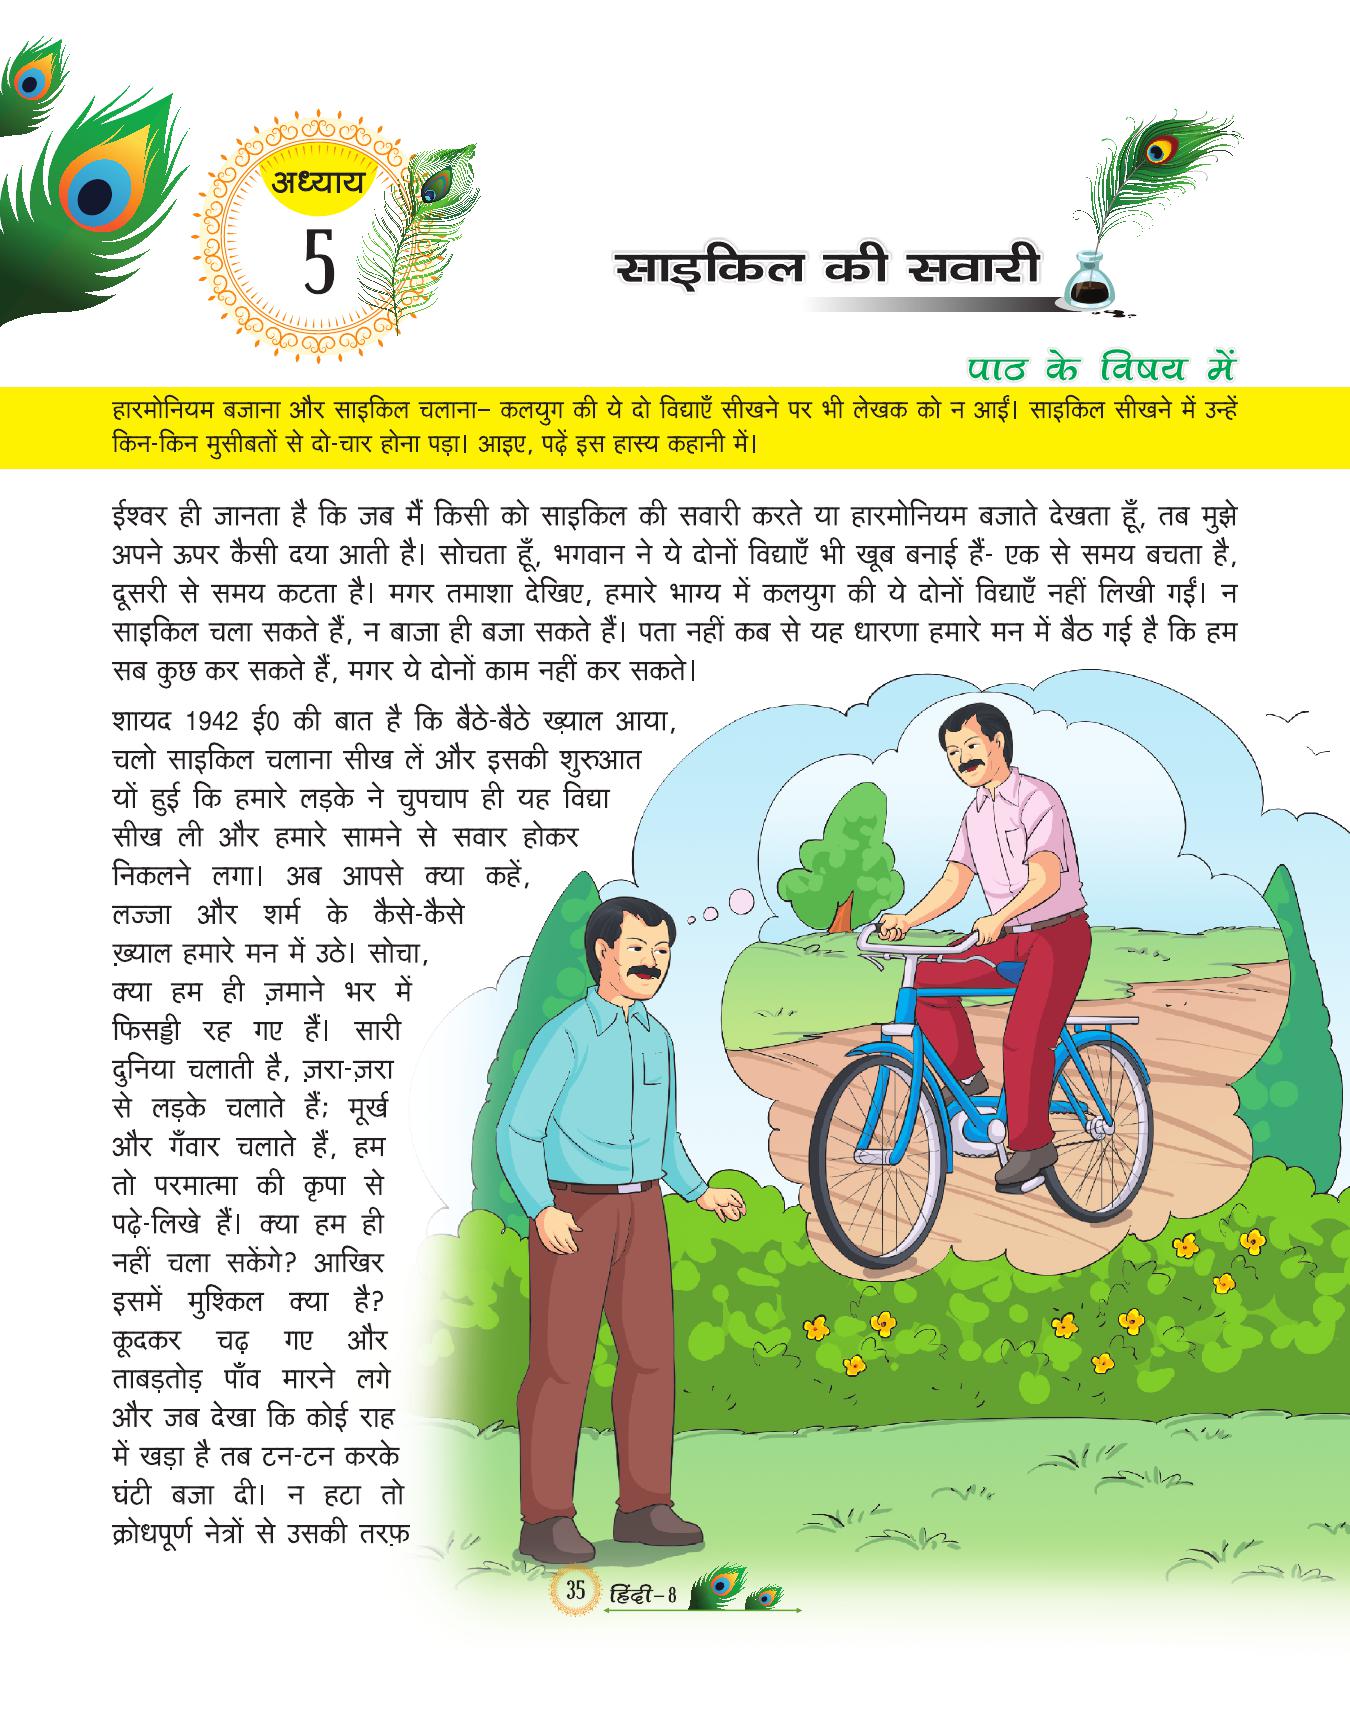 अध्याय
5
साइकिल की सवारी
पाठ के विषय में
हारमोनियम बजाना और साइकिल चलाना– कलयुग की ये दो विद्याएँ सीखने पर भी लेखक को न आईं। साइकिल सीखने में उन्हें
किन-किन मुसीबतों से दो-चार होना पड़ा। आइए, पढ़ें इस हास्य कहानी में।
ईश्वर ही जानता है कि जब मैं किसी को साइकिल की सवारी करते या हारमोनियम बजाते देखता हूँ, तब मुझे
अपने ऊपर कैसी दया आती है। सोचता हूँ, भगवान ने ये दोनों विद्याएँ भी खूब बनाई हैं- एक से समय बचता है,
दूसरी से समय कटता है। मगर तमाशा देखिए, हमारे भाग्य में कलयुग की ये दोनों विद्याएँ नहीं लिखी गईं। न
साइकिल चला सकते हैं, न बाजा ही बजा सकते हैं। पता नहीं कब से यह धारणा हमारे मन में बैठ गई है कि हम
सब कुछ कर सकते हैं, मगर ये दोनों काम नहीं कर सकते।
शायद 1942 ई0 की बात है कि बैठे-बैठे ख़्याल आया,
चलो साइकिल चलाना सीख लें और इसकी शुरुआत
यों हुई कि हमारे लड़के ने चुपचाप ही यह विद्या
सीख ली और हमारे सामने से सवार होकर
निकलने लगा। अब आपसे क्या कहें,
लज्जा और शर्म के कैसे-कैसे
ख़्याल हमारे मन में उठे। सोचा,
क्या हम ही ज़माने भर में
फिसड्डी रह गए हैं। सारी
दुनिया चलाती है, ज़रा-ज़रा
से लड़के चलाते हैं; मूर्ख
और गँवार चलाते हैं, हम
तो परमात्मा की कृपा से
पढ़े-लिखे हैं। क्या हम ही
नहीं चला सकेंगे? आखिर
इसमें मुश्किल क्या है?
कूदकर चढ़ गए और
ताबड़तोड़ पाँव मारने लगे
और जब देखा कि कोई राह
में खड़ा है तब टन-टन करके
घंटी बजा दी। न हटा तो
क्रोधपूर्ण नेत्रों से उसकी तरफ़
35 हिंदी–8